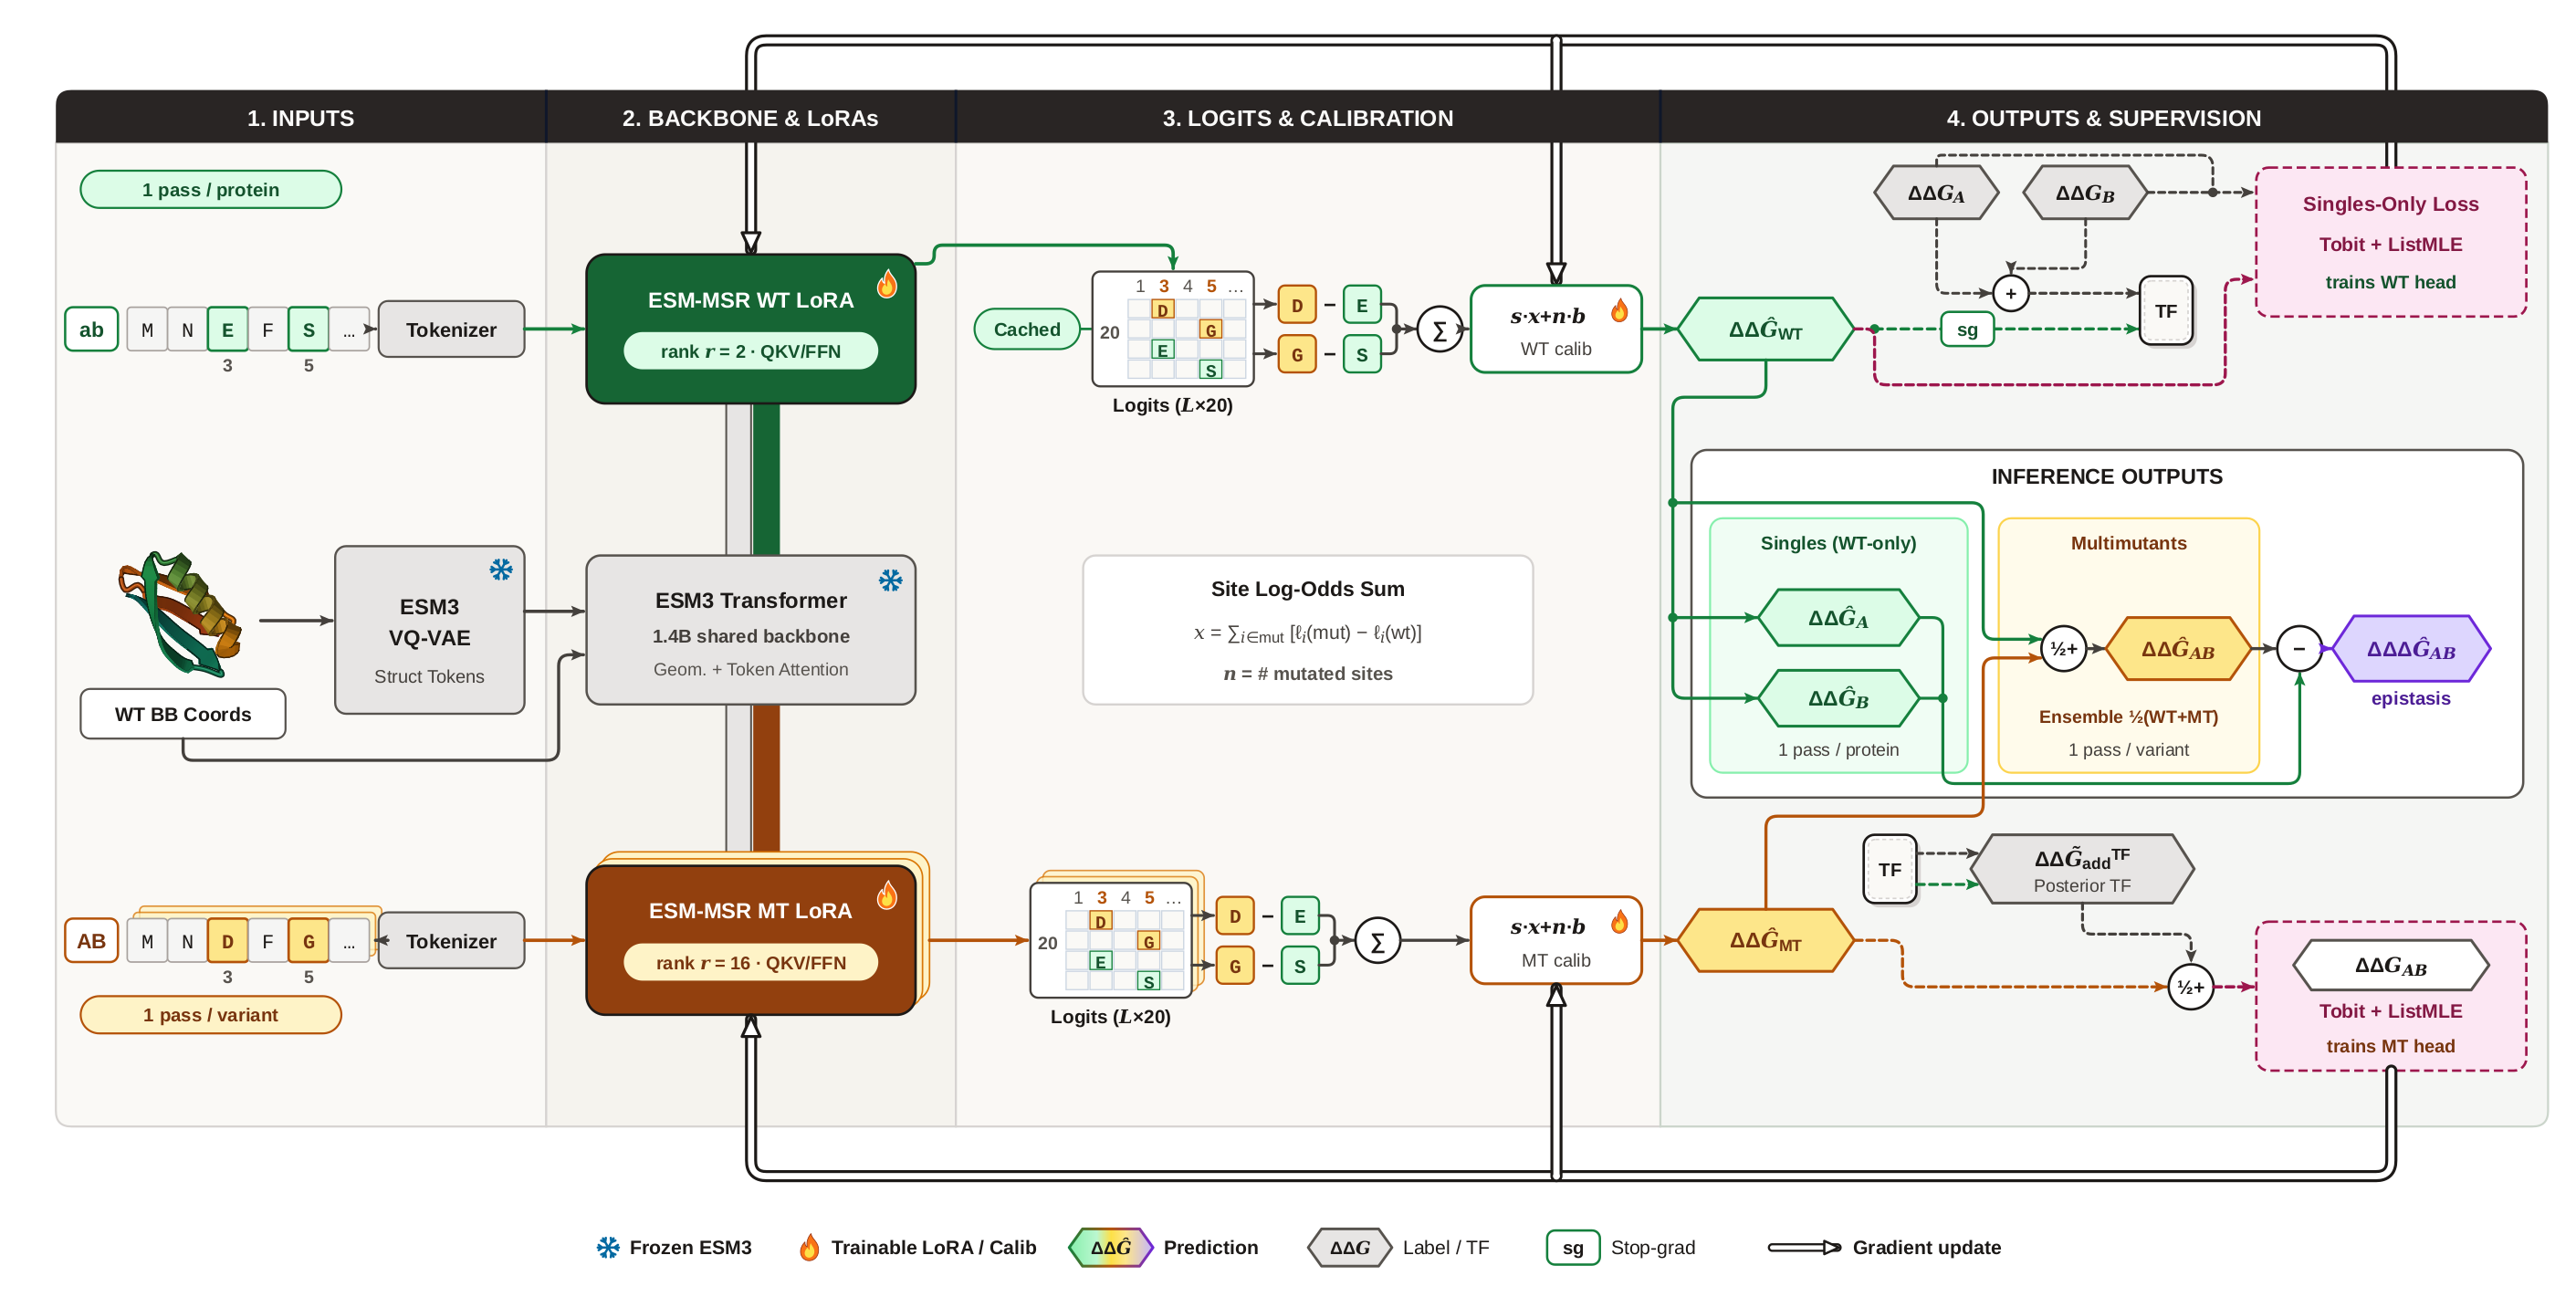 1. INPUTS
2. BACKBONE & LoRAs
3. LOGITS & CALIBRATION
4. OUTPUTS & SUPERVISION
1 pass / protein
ab M N E F S …
3 5
Tokenizer
ESM-MSR WT LoRA
rank r = 2 · QKV/FFN
Cached
1 3 4 5 …
20
D
G
E
S
Logits (L×20)
D − E
G − S
∑
s·x+n·b
WT calib
ΔΔĜWT
sg
ΔΔGA
ΔΔGB
+
TF
Singles-Only Loss
Tobit + ListMLE
trains WT head
WT BB Coords
ESM3
VQ-VAE
Struct Tokens
ESM3 Transformer
1.4B shared backbone
Geom. + Token Attention
Site Log-Odds Sum
x = ∑i∈mut [ℓi(mut) − ℓi(wt)]
n = # mutated sites
INFERENCE OUTPUTS
Singles (WT-only)
ΔΔĜA
ΔΔĜB
1 pass / protein
Multimutants
½+
ΔΔĜAB
Ensemble ½(WT+MT)
1 pass / variant
−
ΔΔΔĜAB
epistasis
AB M N D F G …
3 5
Tokenizer
1 pass / variant
ESM-MSR MT LoRA
rank r = 16 · QKV/FFN
1 3 4 5 …
20
D
G
E
S
Logits (L×20)
D − E
G − S
∑
s·x+n·b
MT calib
ΔΔĜMT
TF
ΔΔG̃addTF
Posterior TF
½+
ΔΔGAB
Tobit + ListMLE
trains MT head
Frozen ESM3
Trainable LoRA / Calib
ΔΔĜ Prediction
ΔΔG Label / TF
sg Stop-grad
Gradient update